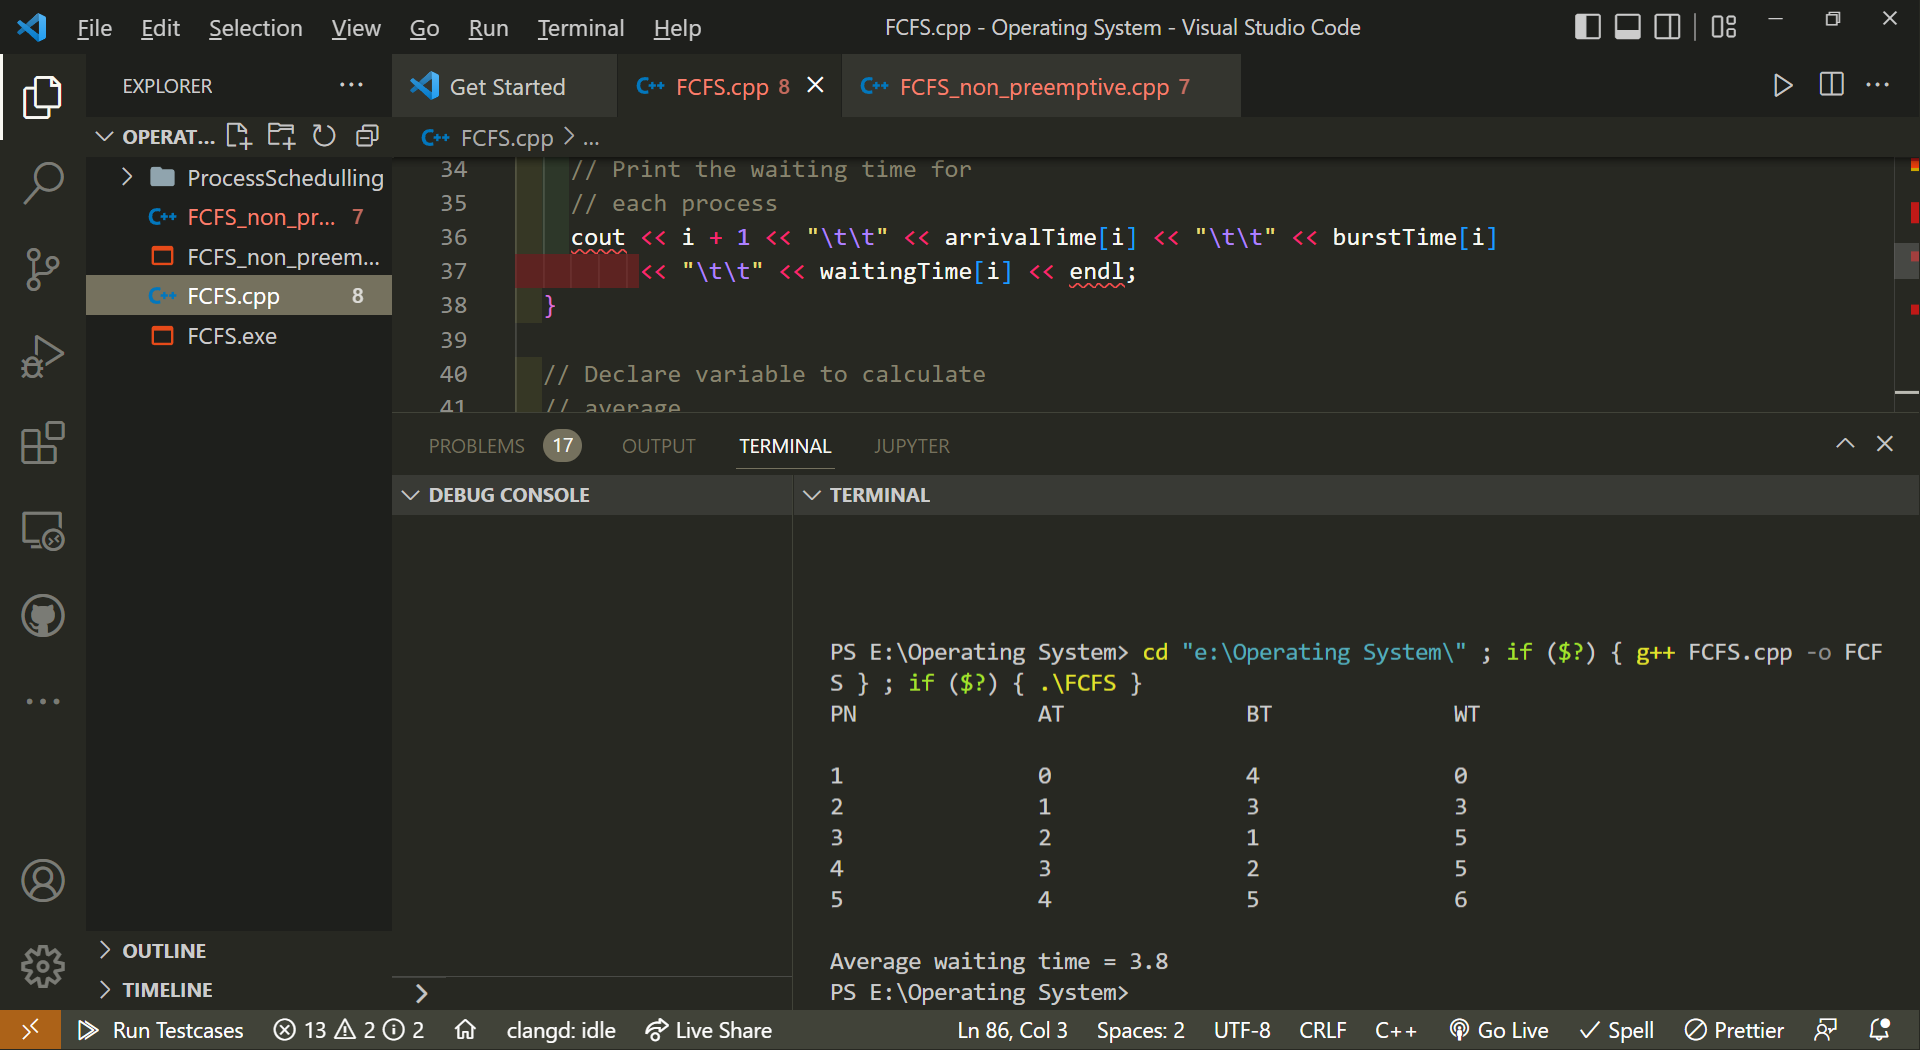 File Edit Selection View Go Run Terminal Help
FCFS.cpp - Operating System - Visual Studio Code
EXPLORER
Get Started
FCFS.cpp 8
FCFS_non_preemptive.cpp 7
OPERAT...
FCFS.cpp > ...
ProcessSchedulling
FCFS_non_pr... 7
FCFS_non_preem...
FCFS.cpp 8
FCFS.exe
34 // Print the waiting time for
35 // each process
36 cout << i + 1 << "\t\t" << arrivalTime[i] << "\t\t" << burstTime[i]
37 << "\t\t" << waitingTime[i] << endl;
38 }
39
40 // Declare variable to calculate
41 // average
PROBLEMS 17 OUTPUT TERMINAL JUPYTER
DEBUG CONSOLE
TERMINAL
PS E:\Operating System> cd "e:\Operating System\" ; if ($?) { g++ FCFS.cpp -o FCF
S } ; if ($?) { .\FCFS }
PN AT BT WT
1 0 4 0
2 1 3 3
3 2 1 5
4 3 2 5
5 4 5 6
Average waiting time = 3.8
PS E:\Operating System>
OUTLINE
TIMELINE
Run Testcases 13 2 2 clangd: idle Live Share Ln 86, Col 3 Spaces: 2 UTF-8 CRLF C++ Go Live Spell Prettier